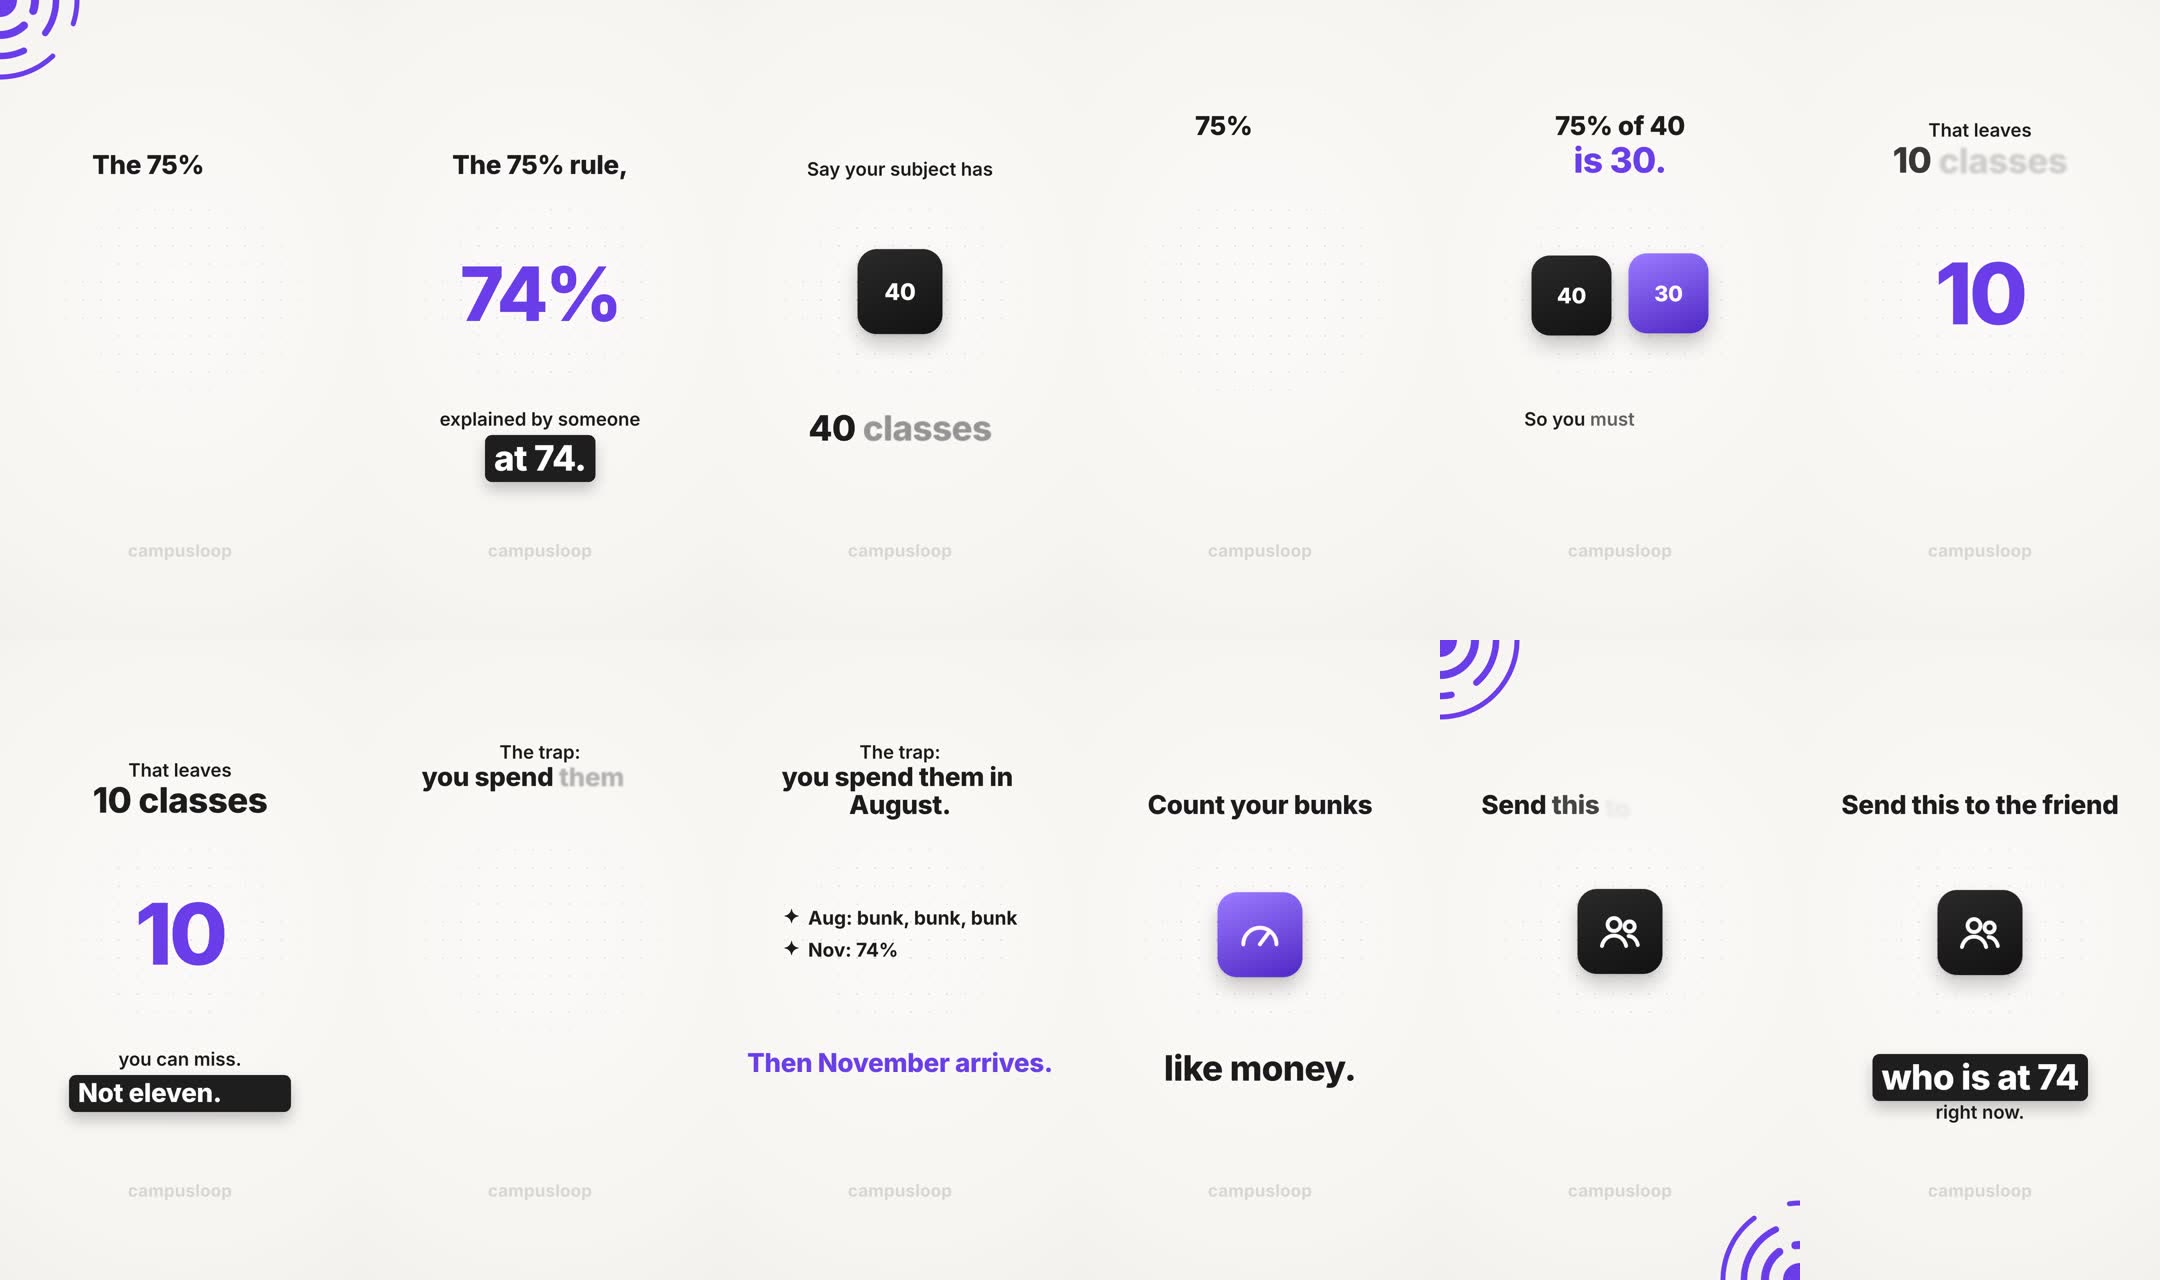 The 75%
campusloop
The 75% rule,
74%
explained by someone
at 74.
campusloop
Say your subject has
40
40 classes
campusloop
75%
campusloop
75% of 40
is 30.
40 30
So you must
campusloop
That leaves
10 classes
10
campusloop
That leaves
10 classes
10
you can miss.
Not eleven.
campusloop
The trap:
you spend them
campusloop
The trap:
you spend them in
August.
✦ Aug: bunk, bunk, bunk
✦ Nov: 74%
Then November arrives.
campusloop
Count your bunks
like money.
campusloop
Send this to
campusloop
Send this to the friend
who is at 74
right now.
campusloop